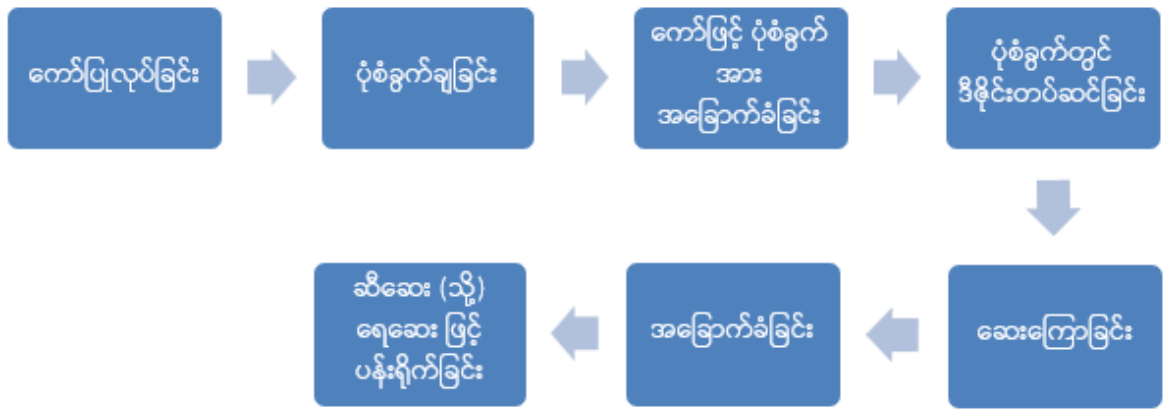 ကော်ပြုလုပ်ခြင်း
ပုံစံခွက်ချခြင်း
ကော်ဖြင့် ပုံစံခွက်
အား
အခြောက်ခံခြင်း
ပုံစံခွက်တွင်
ဒီဇိုင်းတပ်ဆင်ခြင်း
ဆေးကြောခြင်း
အခြောက်ခံခြင်း
ဆီဆေး (သို့)
ရေဆေး ဖြင့်
ပန်းရိုက်ခြင်း